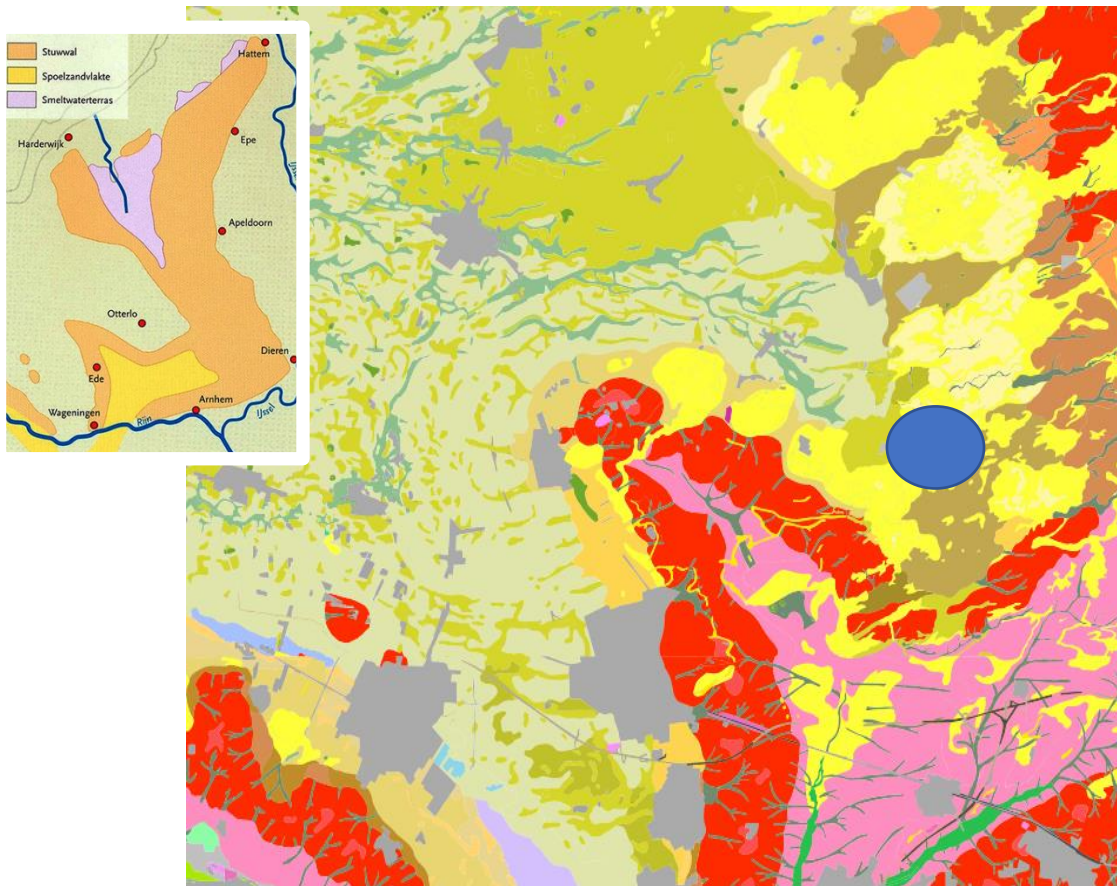 Stuwwal
Spoelzandvlakte
Smeltwaterterras
Hattem
Harderwijk
Epe
Apeldoorn
Otterlo
Dieren
Ede
Arnhem
Wageningen
Rijn
IJssel